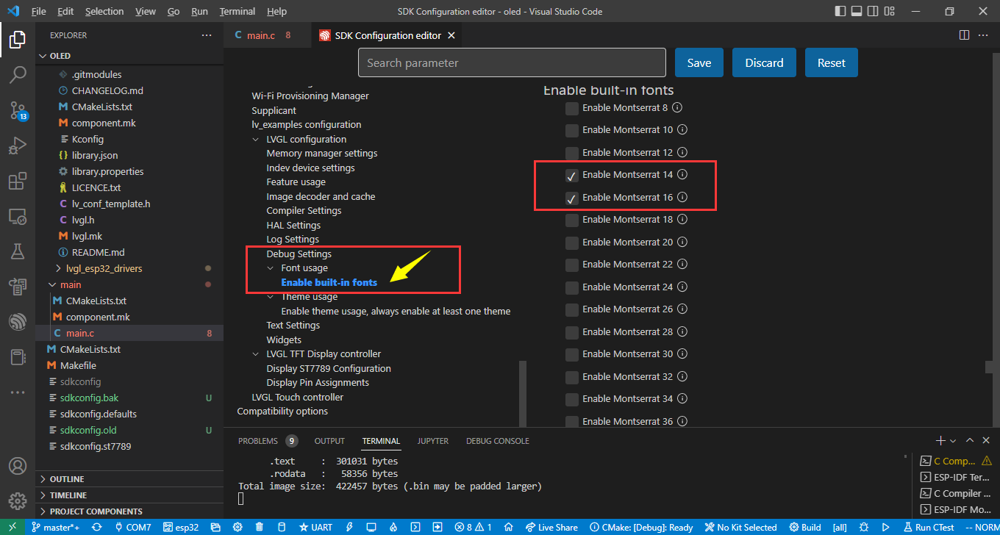 File Edit Selection View Go Run Terminal Help SDK Configuration editor - oled - Visual Studio Code
EXPLORER
OLED
.gitmodules
CHANGELOG.md
CMakeLists.txt
component.mk
Kconfig
library.json
library.properties
LICENCE.txt
lv_conf_template.h
lvgl.h
lvgl.mk
README.md
lvgl_esp32_drivers
main
CMakeLists.txt
component.mk
main.c 8
CMakeLists.txt
Makefile
sdkconfig
sdkconfig.bak U
sdkconfig.defaults
sdkconfig.old U
sdkconfig.st7789
OUTLINE
TIMELINE
PROJECT COMPONENTS
13
main.c 8 SDK Configuration editor
Search parameter Save Discard Reset
Wi-Fi Provisioning Manager
Supplicant
lv_examples configuration
LVGL configuration
Memory manager settings
Indev device settings
Feature usage
Image decoder and cache
Compiler Settings
HAL Settings
Log Settings
Debug Settings
Font usage
Enable built-in fonts
Theme usage
Enable theme usage, always enable at least one theme
Text Settings
Widgets
LVGL TFT Display controller
Display ST7789 Configuration
Display Pin Assignments
LVGL Touch controller
Compatibility options
Enable built-in fonts
Enable Montserrat 8
Enable Montserrat 10
Enable Montserrat 12
Enable Montserrat 14
Enable Montserrat 16
Enable Montserrat 18
Enable Montserrat 20
Enable Montserrat 22
Enable Montserrat 24
Enable Montserrat 26
Enable Montserrat 28
Enable Montserrat 30
Enable Montserrat 32
Enable Montserrat 34
Enable Montserrat 36
PROBLEMS 9 OUTPUT TERMINAL JUPYTER DEBUG CONSOLE
.text : 301031 bytes
.rodata : 58356 bytes
Total image size: 422457 bytes (.bin may be padded larger)
C Comp...
ESP-IDF Ter...
C Compiler ...
ESP-IDF Mo...
master*+ COM7 esp32 UART 8 1 Live Share CMake: [Debug]: Ready No Kit Selected Build [all] Run CTest -- NORM